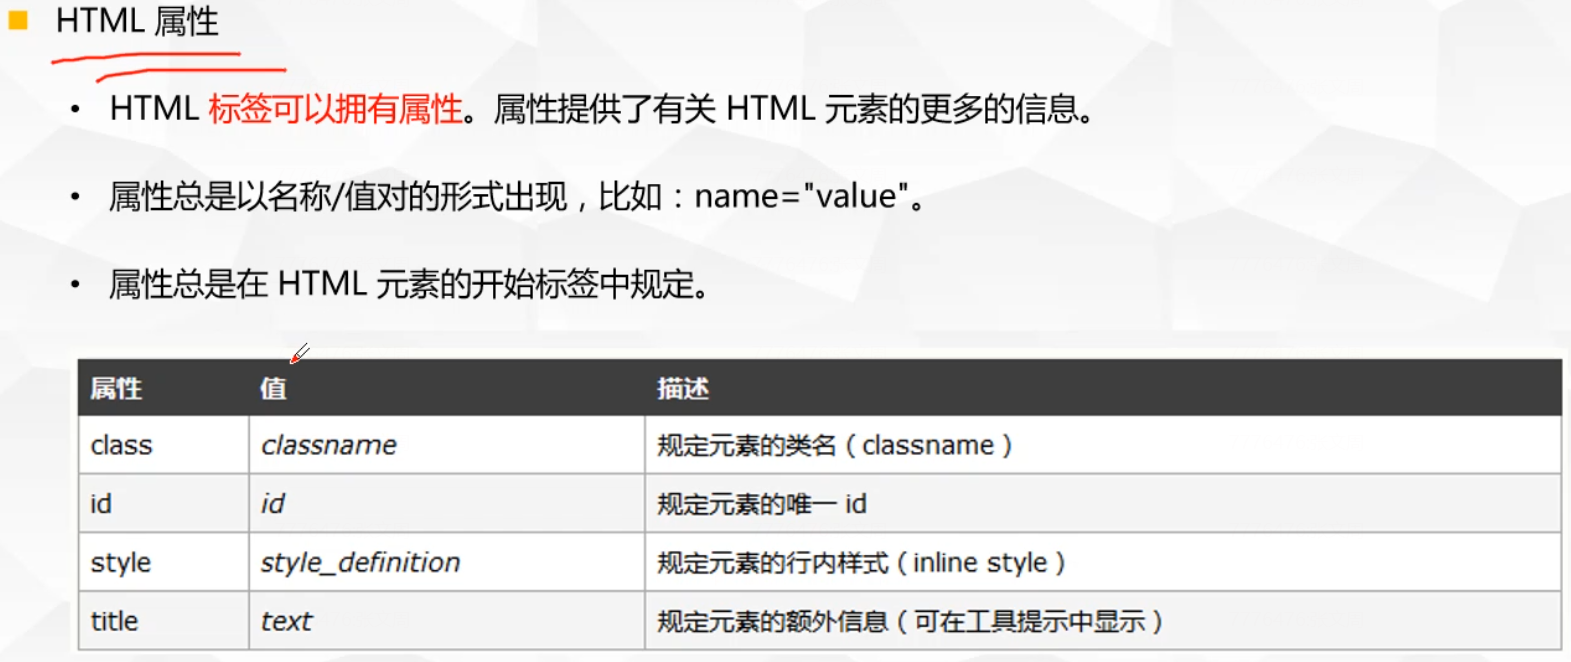 HTML 属性
• HTML 标签可以拥有属性。属性提供了有关 HTML 元素的更多的信息。
• 属性总是以名称/值对的形式出现，比如：name="value"。
• 属性总是在 HTML 元素的开始标签中规定。
属性 值 描述
class classname 规定元素的类名（classname）
id id 规定元素的唯一 id
style style_definition 规定元素的行内样式（inline style）
title text 规定元素的额外信息（可在工具提示中显示）